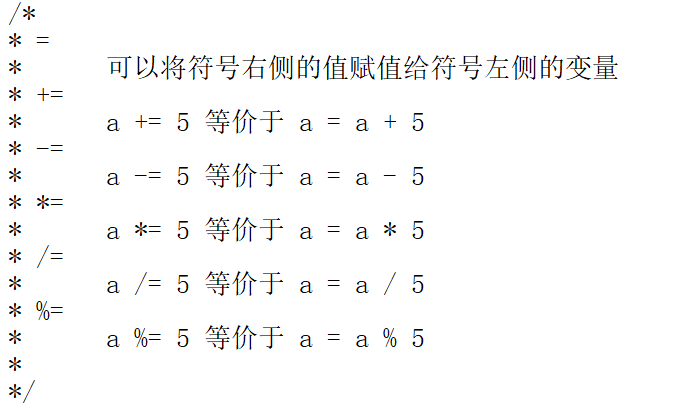 /*
* =
*      可以将符号右侧的值赋值给符号左侧的变量
* +=
*      a += 5 等价于 a = a + 5
* -=
*      a -= 5 等价于 a = a - 5
* *=
*      a *= 5 等价于 a = a * 5
* /=
*      a /= 5 等价于 a = a / 5
* %=
*      a %= 5 等价于 a = a % 5
*
*/